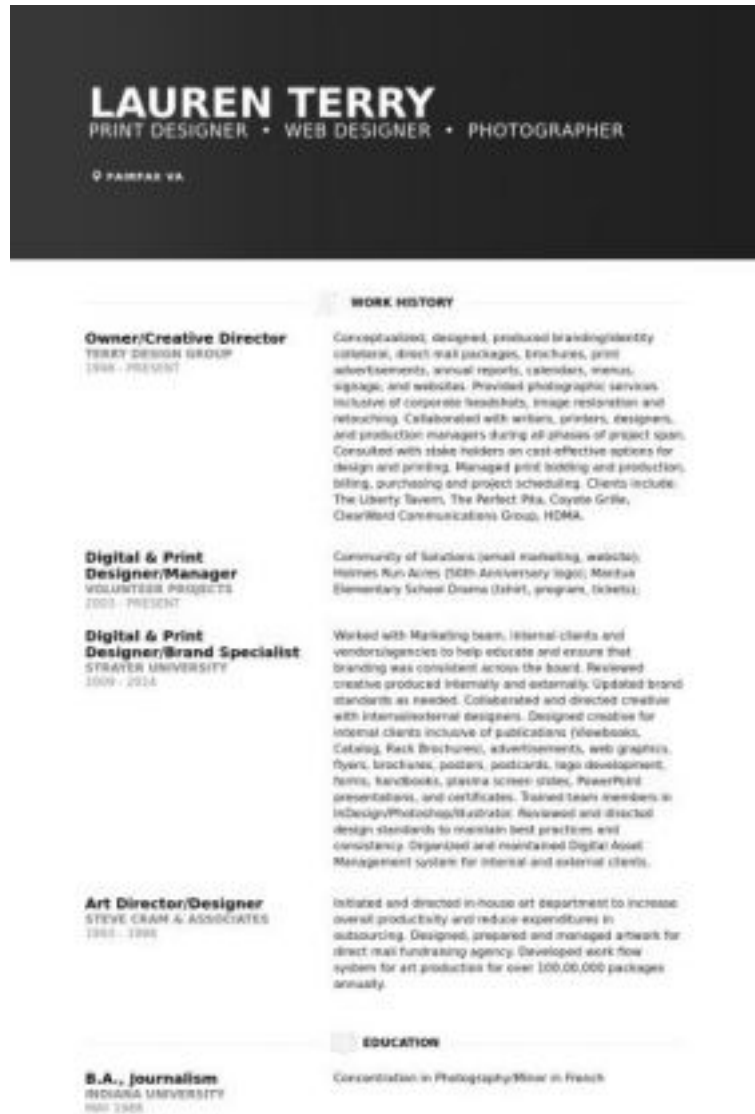 LAUREN TERRY
PRINT DESIGNER • WEB DESIGNER • PHOTOGRAPHER
FAIRFAX VA
WORK HISTORY
Owner/Creative Director
TERRY DESIGN GROUP
1998 - PRESENT
Conceptualized, designed, produced branding/identity
collateral, direct mail packages, brochures, print
advertisements, annual reports, calendars, menus,
signage, and websites. Provided photographic services
inclusive of corporate headshots, image restoration and
retouching. Collaborated with writers, printers, designers,
and production managers during all phases of project span.
Consulted with stake holders on cost-effective options for
design and printing. Managed print bidding and production,
billing, purchasing and project scheduling. Clients include:
The Liberty Tavern, The Perfect Pita, Coyote Grille,
ClearWord Communications Group, HDMA.
Digital & Print
Designer/Manager
VOLUNTEER PROJECTS
2003 - PRESENT
Community of Solutions (email marketing, website);
Holmes Run Acres (50th Anniversary logo); Mantua
Elementary School Drama (tshirt, program, tickets);
Digital & Print
Designer/Brand Specialist
STRAYER UNIVERSITY
2009 - 2014
Worked with Marketing team, internal clients and
vendors/agencies to help educate and ensure that
branding was consistent across the board. Reviewed
creative produced internally and externally. Updated brand
standards as needed. Collaborated and directed creative
with internal/external designers. Designed creative for
internal clients inclusive of publications (Viewbooks,
Catalog, Rack Brochures), advertisements, web graphics,
flyers, brochures, posters, postcards, logo development,
forms, handbooks, plasma screen slides, PowerPoint
presentations, and certificates. Trained team members in
InDesign/Photoshop/Illustrator. Reviewed and directed
design standards to maintain best practices and
consistency. Organized and maintained Digital Asset
Management system for internal and external clients.
Art Director/Designer
STEVE CRAM & ASSOCIATES
1993 - 1998
Initiated and directed in-house art department to increase
overall productivity and reduce expenditures in
outsourcing. Designed, prepared and managed artwork for
direct mail fundraising agency. Developed work flow
system for art production for over 100,00,000 packages
annually.
EDUCATION
B.A., Journalism
INDIANA UNIVERSITY
MAY
Concentration in Photography/Minor in French